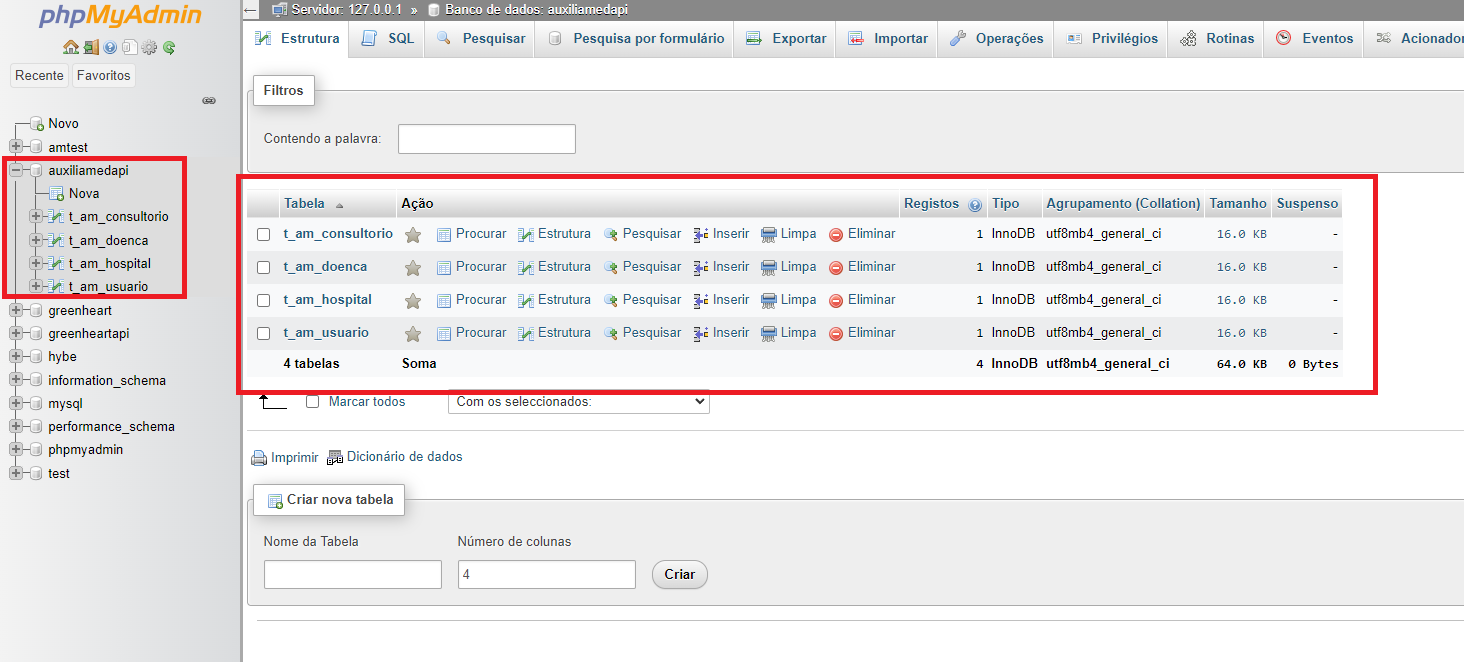 phpMyAdmin
Recente Favoritos
Novo
amtest
auxiliamedapi
Nova
t_am_consultorio
t_am_doenca
t_am_hospital
t_am_usuario
greenheart
greenheartapi
hybe
information_schema
mysql
performance_schema
phpmyadmin
test
Servidor: 127.0.0.1 » Banco de dados: auxiliamedapi
Estrutura SQL Pesquisar Pesquisa por formulário Exportar Importar Operações Privilégios Rotinas Eventos Acionador
Filtros
Contendo a palavra:
Tabela Ação Registos Tipo Agrupamento (Collation) Tamanho Suspenso
t_am_consultorio Procurar Estrutura Pesquisar Inserir Limpa Eliminar 1 InnoDB utf8mb4_general_ci 16.0 KB -
t_am_doenca Procurar Estrutura Pesquisar Inserir Limpa Eliminar 1 InnoDB utf8mb4_general_ci 16.0 KB -
t_am_hospital Procurar Estrutura Pesquisar Inserir Limpa Eliminar 1 InnoDB utf8mb4_general_ci 16.0 KB -
t_am_usuario Procurar Estrutura Pesquisar Inserir Limpa Eliminar 1 InnoDB utf8mb4_general_ci 16.0 KB -
4 tabelas Soma 4 InnoDB utf8mb4_general_ci 64.0 KB 0 Bytes
Marcar todos Com os seleccionados:
Imprimir Dicionário de dados
Criar nova tabela
Nome da Tabela Número de colunas
4 Criar